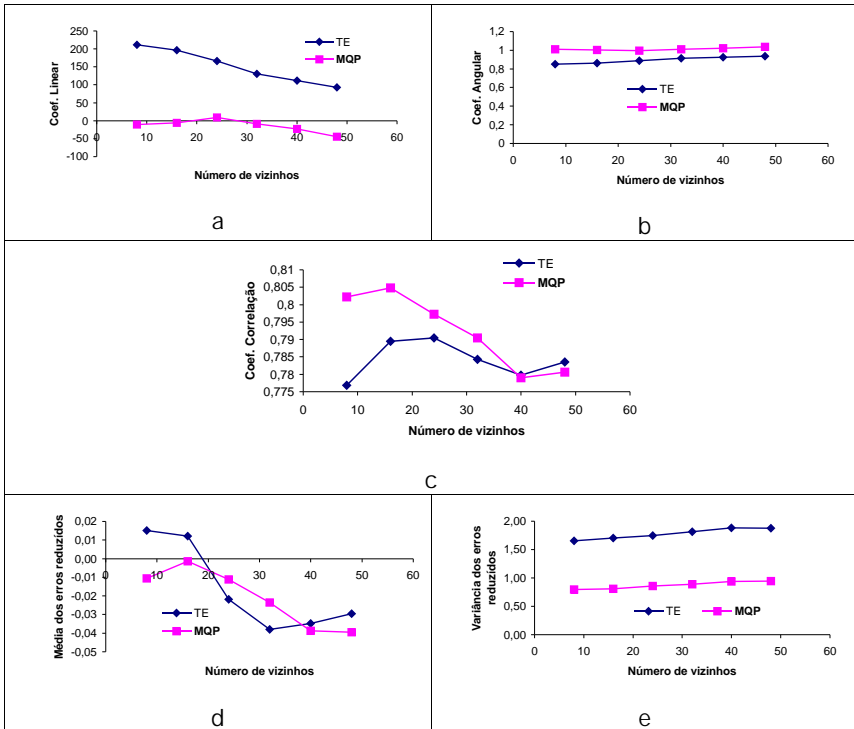 250
200
150
100
50
0
-50
-100
0 10 20 30 40 50 60
Coef. Linear
Número de vizinhos
TE
MQP
a
1,2
1
0,8
0,6
0,4
0,2
0
0 10 20 30 40 50 60
Coef. Angular
Número de vizinhos
TE
MQP
b
0,81
0,805
0,8
0,795
0,79
0,785
0,78
0,775
0 10 20 30 40 50 60
Coef. Correlação
Número de vizinhos
TE
MQP
c
0,02
0,01
0,00
-0,01
-0,02
-0,03
-0,04
-0,05
0 10 20 30 40 50 60
Média dos erros reduzidos
Número de vizinhos
TE
MQP
d
2,00
1,50
1,00
0,50
0,00
0 10 20 30 40 50 60
Variância dos erros
reduzidos
Número de vizinhos
TE MQP
e